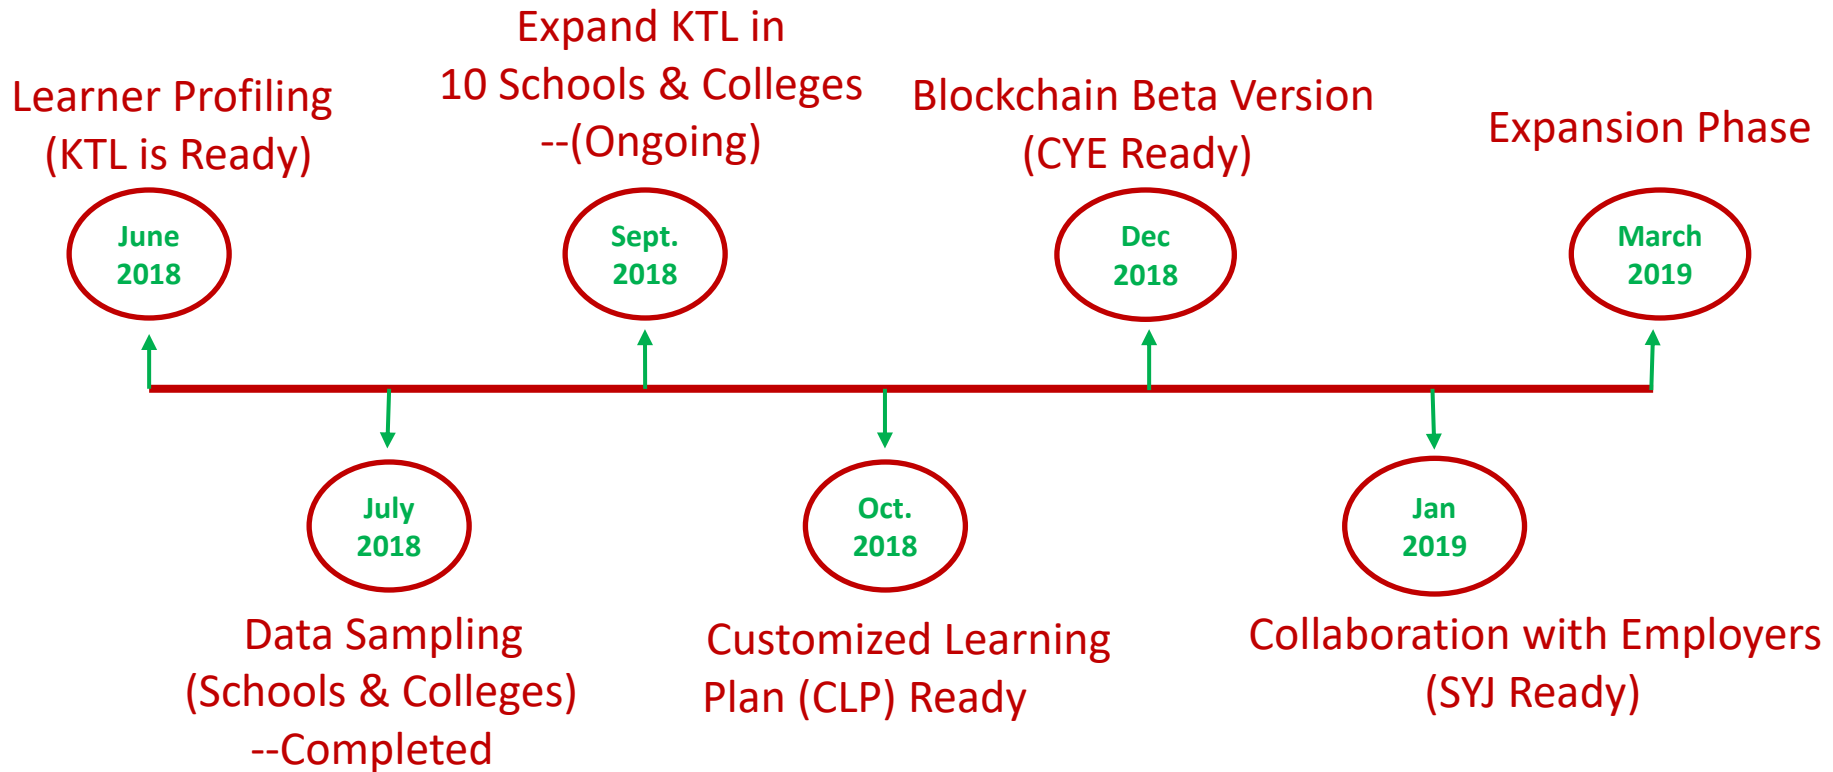 Learner Profiling
(KTL is Ready)
June
2018
Data Sampling
(Schools & Colleges)
--Completed
July
2018
Expand KTL in
10 Schools & Colleges
--(Ongoing)
Sept.
2018
Customized Learning
Plan (CLP) Ready
Oct.
2018
Blockchain Beta Version
(CYE Ready)
Dec
2018
Collaboration with Employers
(SYJ Ready)
Jan
2019
Expansion Phase
March
2019